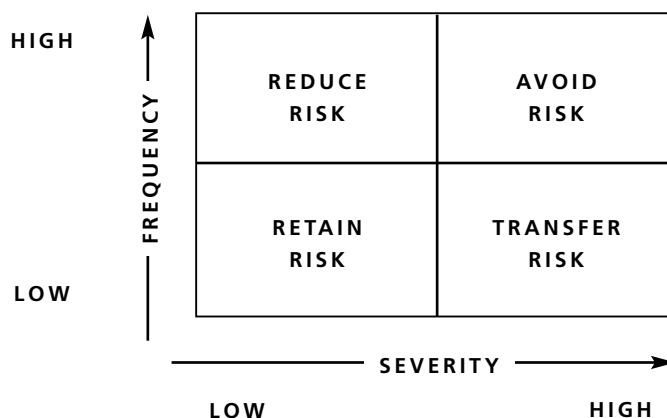 HIGH
REDUCE
RISK
AVOID
RISK
FREQUENCY
RETAIN
RISK
TRANSFER
RISK
LOW
SEVERITY
LOW
HIGH